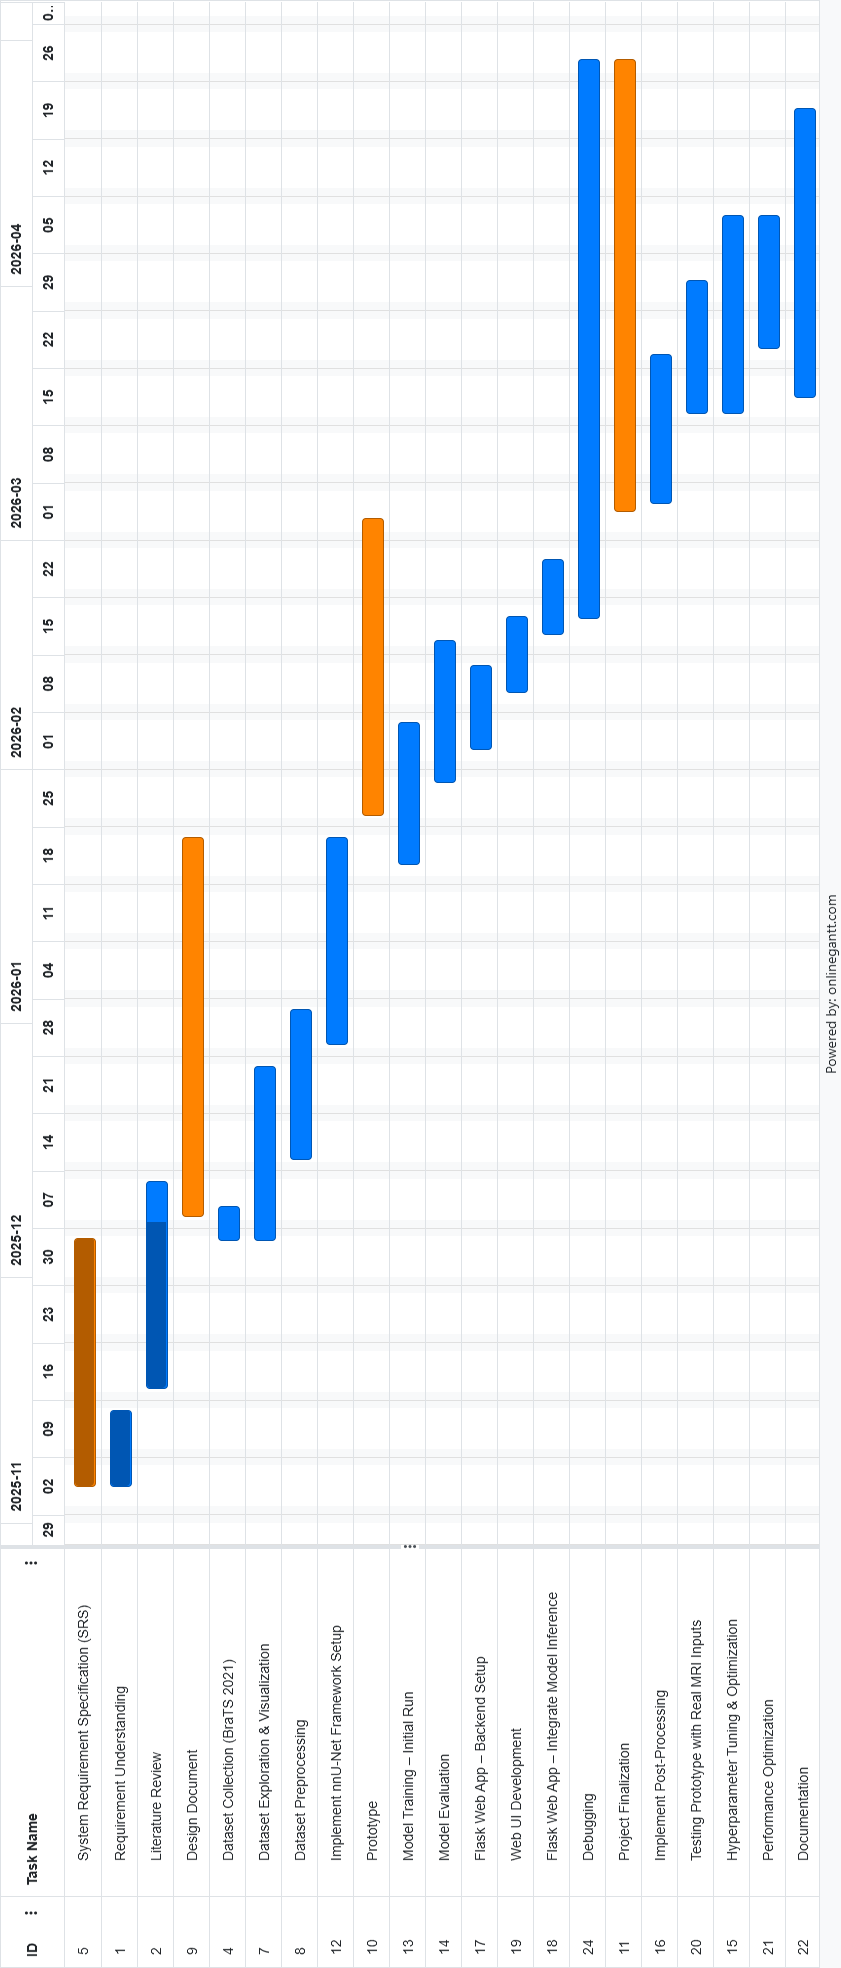 ID Task Name
2025-11 2025-12 2026-01 2026-02 2026-03 2026-04
29 02 09 16 23 30 07 14 21 28 04 11 18 25 01 08 15 22 01 08 15 22 29 05 12 19 26 0..
5 System Requirement Specification (SRS)
1 Requirement Understanding
2 Literature Review
9 Design Document
4 Dataset Collection (BraTS 2021)
7 Dataset Exploration & Visualization
8 Dataset Preprocessing
12 Implement nnU-Net Framework Setup
10 Prototype
13 Model Training – Initial Run
14 Model Evaluation
17 Flask Web App – Backend Setup
19 Web UI Development
18 Flask Web App – Integrate Model Inference
24 Debugging
11 Project Finalization
16 Implement Post-Processing
20 Testing Prototype with Real MRI Inputs
15 Hyperparameter Tuning & Optimization
21 Performance Optimization
22 Documentation
Powered by: onlinegantt.com